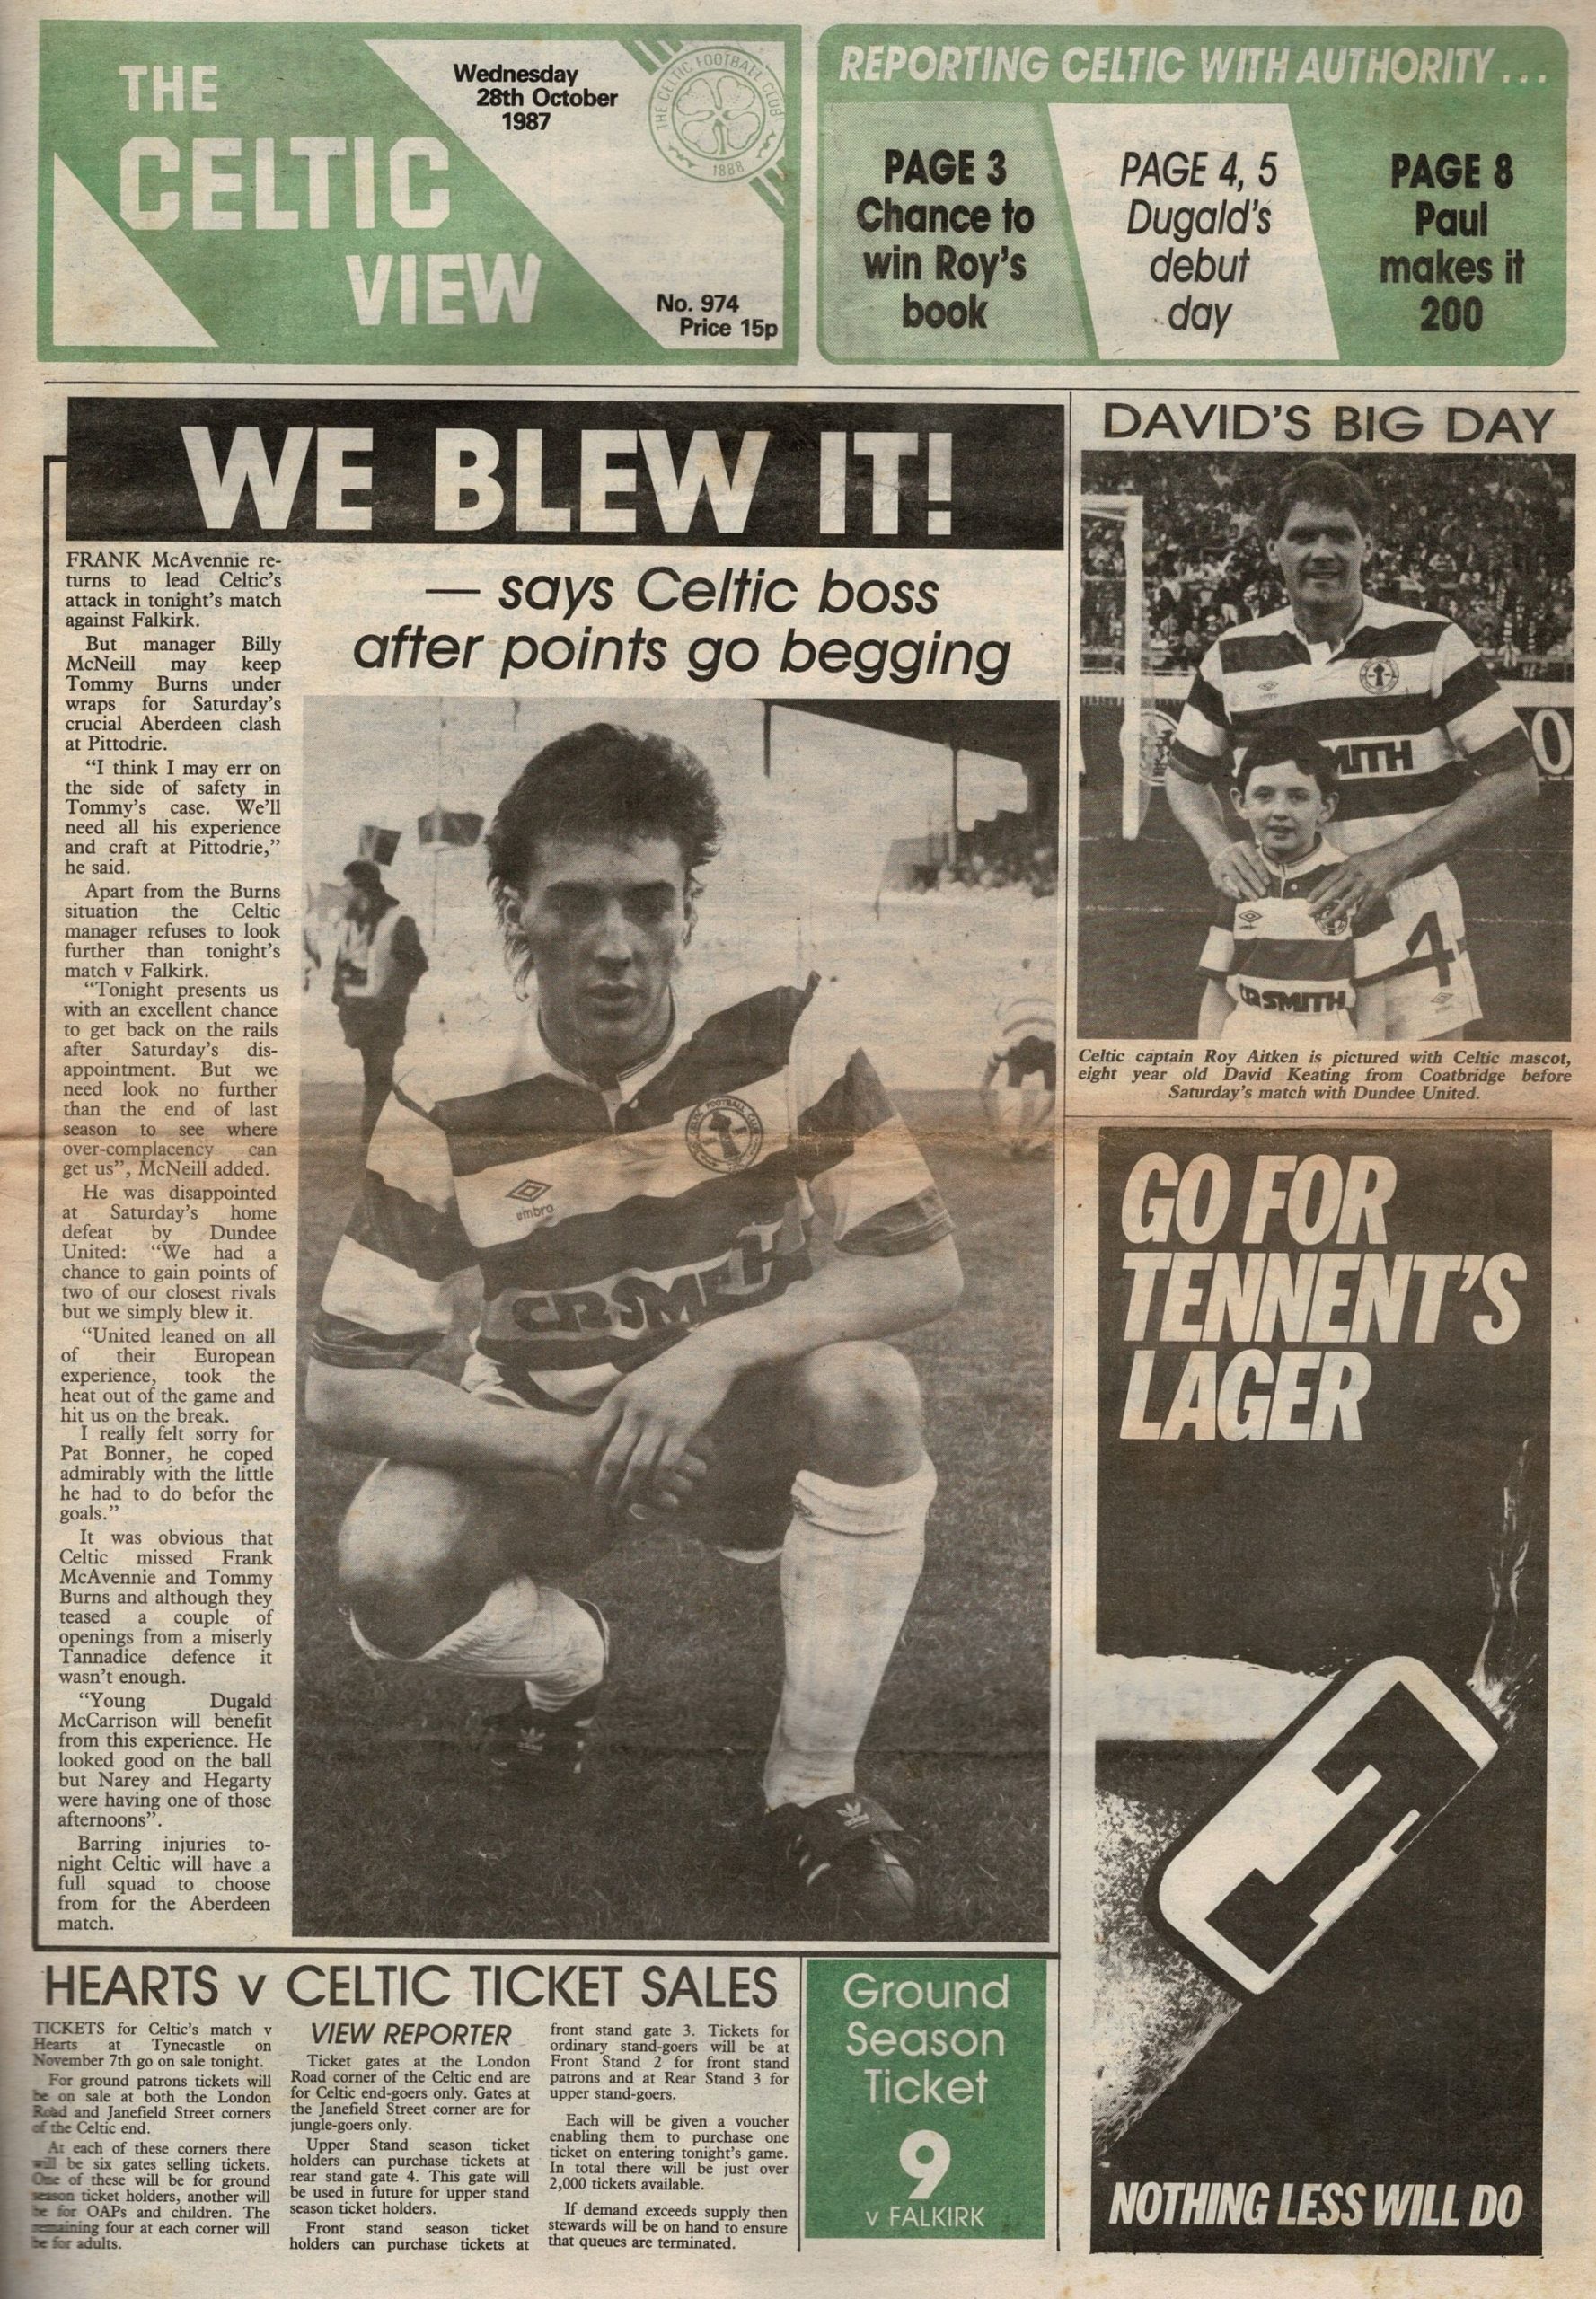 THE
CELTIC
VIEW
Wednesday
28th October
1987
THE CELTIC FOOTBALL CLUB
1888
No. 974
Price 15p
REPORTING CELTIC WITH AUTHORITY . . .
PAGE 3
Chance to
win Roy's
book
PAGE 4, 5
Dugald's
debut
day
PAGE 8
Paul
makes it
200
WE BLEW IT!
— says Celtic boss
after points go begging
FRANK McAvennie re-
turns to lead Celtic's
attack in tonight's match
against Falkirk.
But manager Billy
McNeill may keep
Tommy Burns under
wraps for Saturday's
crucial Aberdeen clash
at Pittodrie.
"I think I may err on
the side of safety in
Tommy's case. We'll
need all his experience
and craft at Pittodrie,"
he said.
Apart from the Burns
situation the Celtic
manager refuses to look
further than tonight's
match v Falkirk.
"Tonight presents us
with an excellent chance
to get back on the rails
after Saturday's dis-
appointment. But we
need look no further
than the end of last
season to see where
over-complacency can
get us", McNeill added.
He was disappointed
at Saturday's home
defeat by Dundee
United: "We had a
chance to gain points of
two of our closest rivals
but we simply blew it.
"United leaned on all
of their European
experience, took the
heat out of the game and
hit us on the break.
I really felt sorry for
Pat Bonner, he coped
admirably with the little
he had to do befor the
goals."
It was obvious that
Celtic missed Frank
McAvennie and Tommy
Burns and although they
teased a couple of
openings from a miserly
Tannadice defence it
wasn't enough.
"Young Dugald
McCarrison will benefit
from this experience. He
looked good on the ball
but Narey and Hegarty
were having one of those
afternoons".
Barring injuries to-
night Celtic will have a
full squad to choose
from for the Aberdeen
match.
umbro
CR SMITH
DAVID'S BIG DAY
MITH
0
4
CR SMITH
Celtic captain Roy Aitken is pictured with Celtic mascot,
eight year old David Keating from Coatbridge before
Saturday's match with Dundee United.
GO FOR
TENNENT'S
LAGER
T
NOTHING LESS WILL DO
HEARTS v CELTIC TICKET SALES
TICKETS for Celtic's match v
Hearts at Tynecastle on
November 7th go on sale tonight.
For ground patrons tickets will
be on sale at both the London
Road and Janefield Street corners
of the Celtic end.
At each of these corners there
will be six gates selling tickets.
One of these will be for ground
season ticket holders, another will
be for OAPs and children. The
remaining four at each corner will
be for adults.
VIEW REPORTER
Ticket gates at the London
Road corner of the Celtic end are
for Celtic end-goers only. Gates at
the Janefield Street corner are for
jungle-goers only.
Upper Stand season ticket
holders can purchase tickets at
rear stand gate 4. This gate will
be used in future for upper stand
season ticket holders.
Front stand season ticket
holders can purchase tickets at
front stand gate 3. Tickets for
ordinary stand-goers will be at
Front Stand 2 for front stand
patrons and at Rear Stand 3 for
upper stand-goers.
Each will be given a voucher
enabling them to purchase one
ticket on entering tonight's game.
In total there will be just over
2,000 tickets available.
If demand exceeds supply then
stewards will be on hand to ensure
that queues are terminated.
Ground
Season
Ticket
9
v FALKIRK